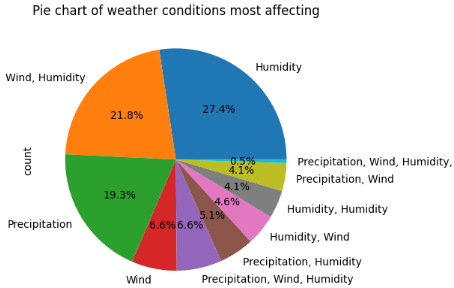 Pie chart of weather conditions most affecting
Humidity
Wind, Humidity
27.4%
21.8%
count
0.5%
Precipitation, Wind, Humidity,
4.1%
Precipitation, Wind
4.1%
19.3%
4.6%
Humidity, Humidity
5.1%
Precipitation
6.6%
6.6%
Humidity, Wind
Precipitation, Humidity
Wind
Precipitation, Wind, Humidity